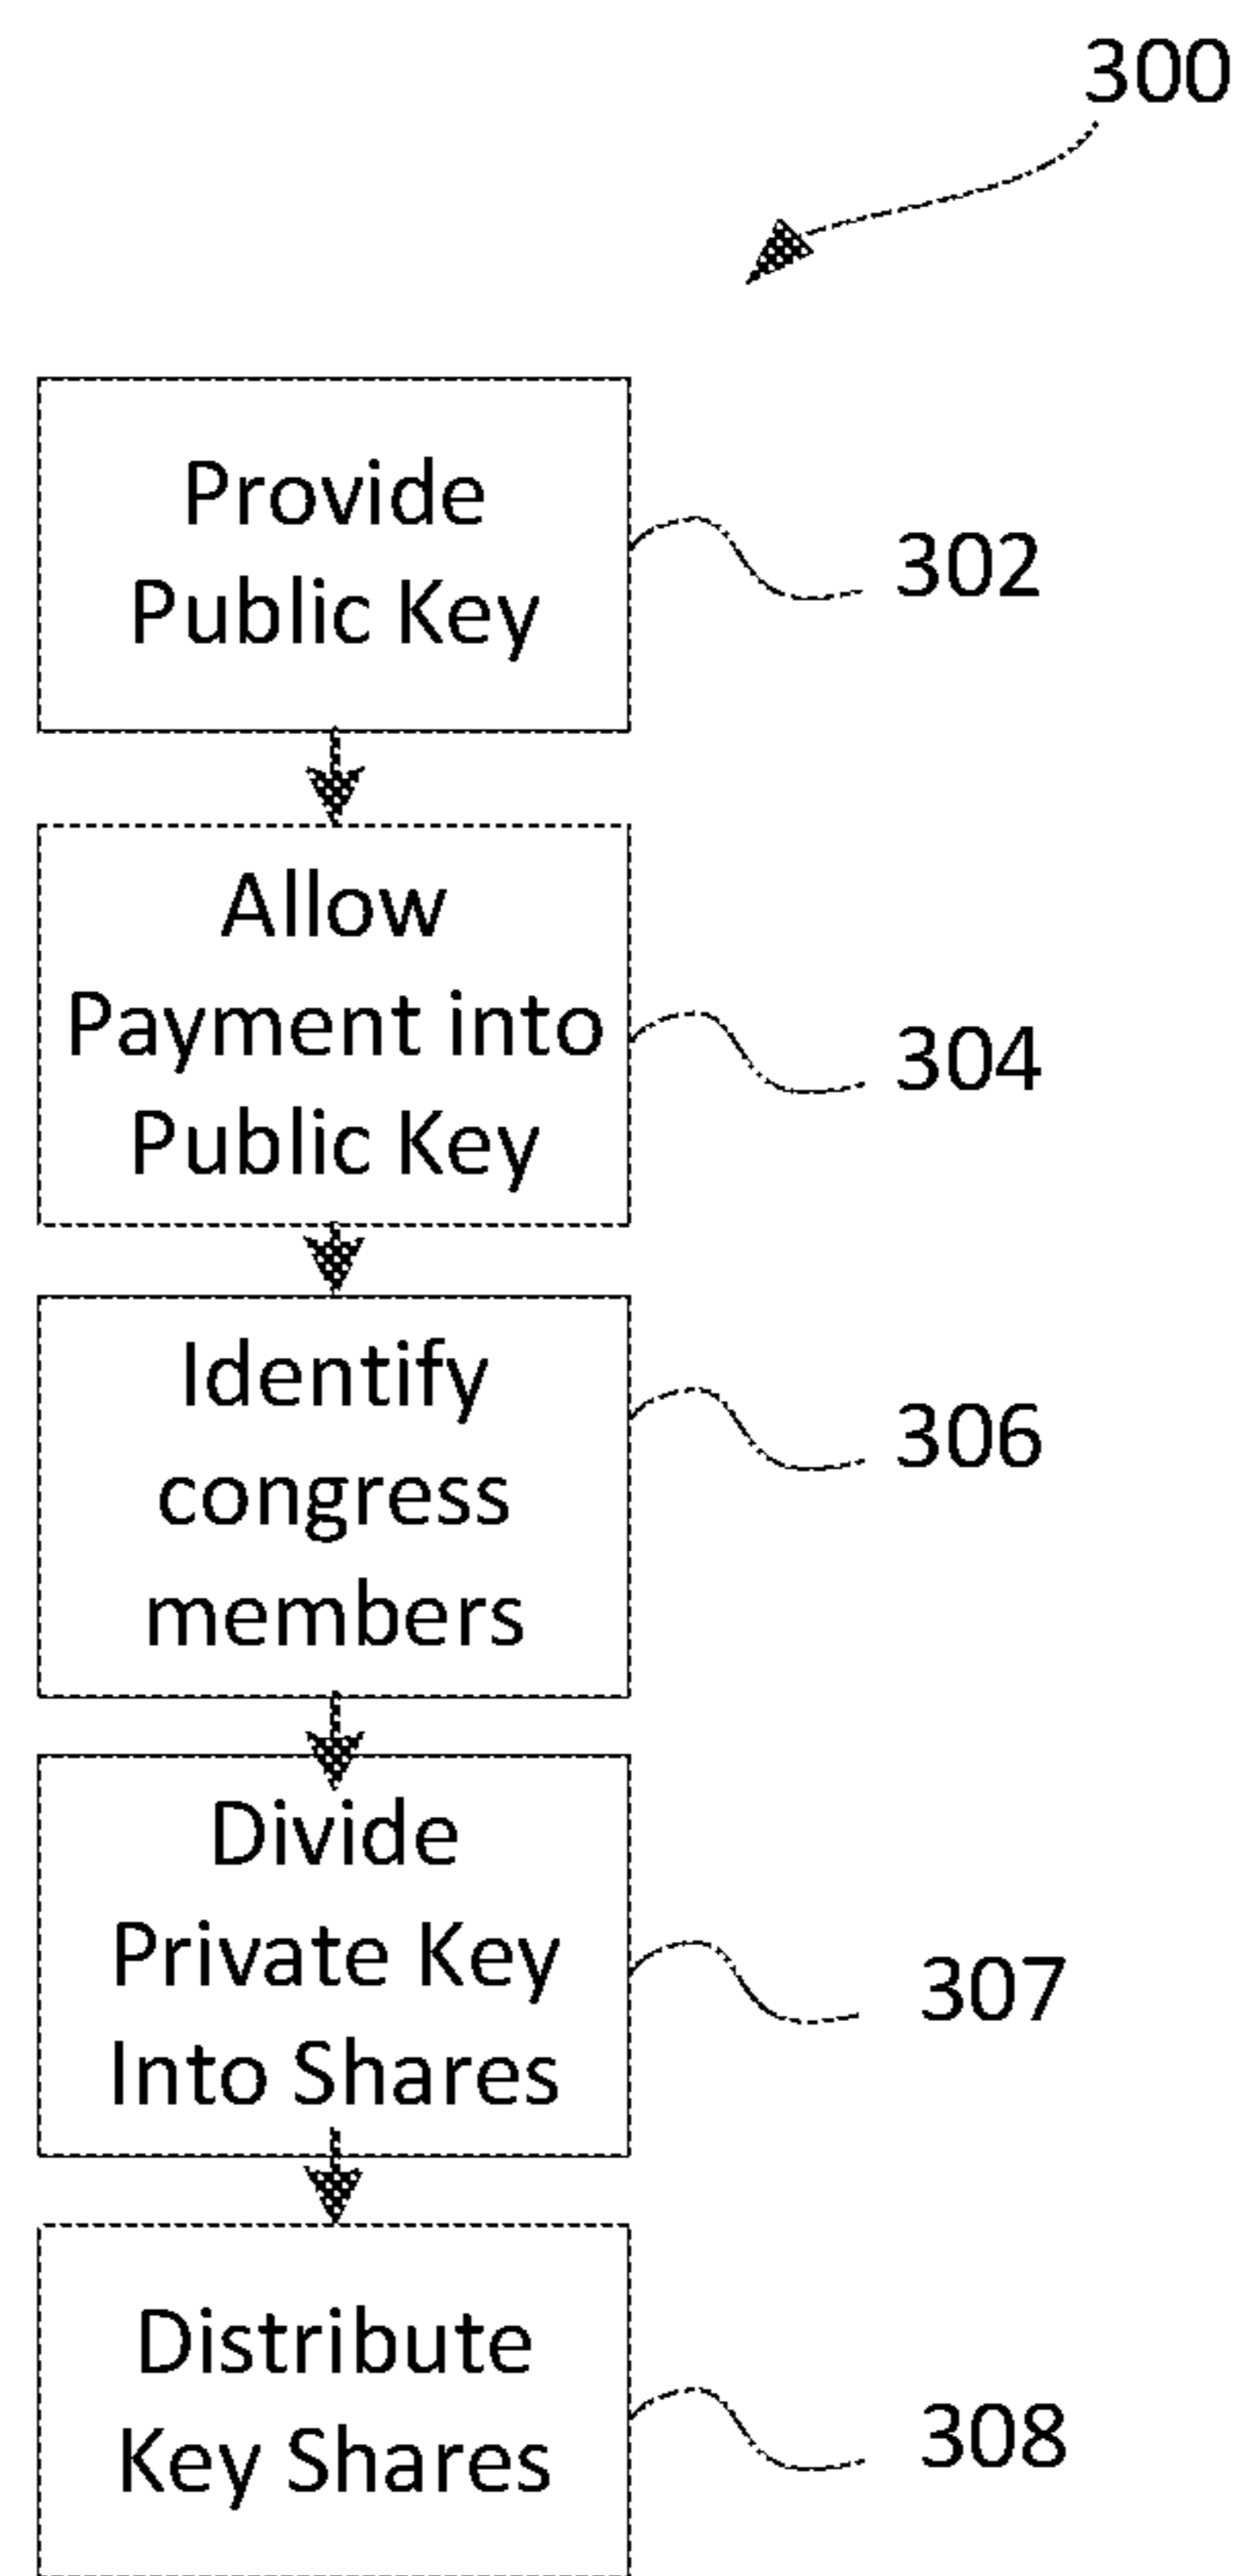 300
Provide
Public Key
302
Allow
Payment into
Public Key
304
Identify
congress
members
306
Divide
Private Key
Into Shares
307
Distribute
Key Shares
308